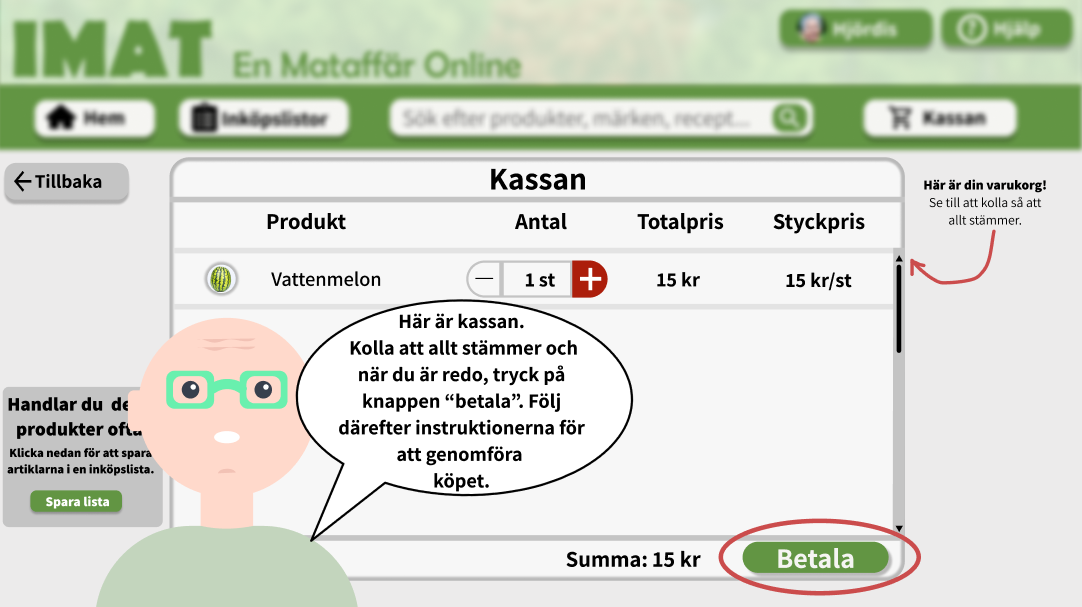 IMAT
En Mataffär Online
Hjördis
Hjälp
Hem
Inköpslistor
Sök efter produkter, märken, recept...
Kassan
Tillbaka
Kassan
Produkt Antal Totalpris Styckpris
Vattenmelon 1 st 15 kr 15 kr/st
Här är din varukorg!
Se till att kolla så att
allt stämmer.
Här är kassan.
Kolla att allt stämmer och
när du är redo, tryck på
knappen “betala”. Följ
därefter instruktionerna för
att genomföra
köpet.
Handlar du de
produkter ofta
Klicka nedan för att spara
artiklarna i en inköpslista.
Spara lista
Summa: 15 kr
Betala